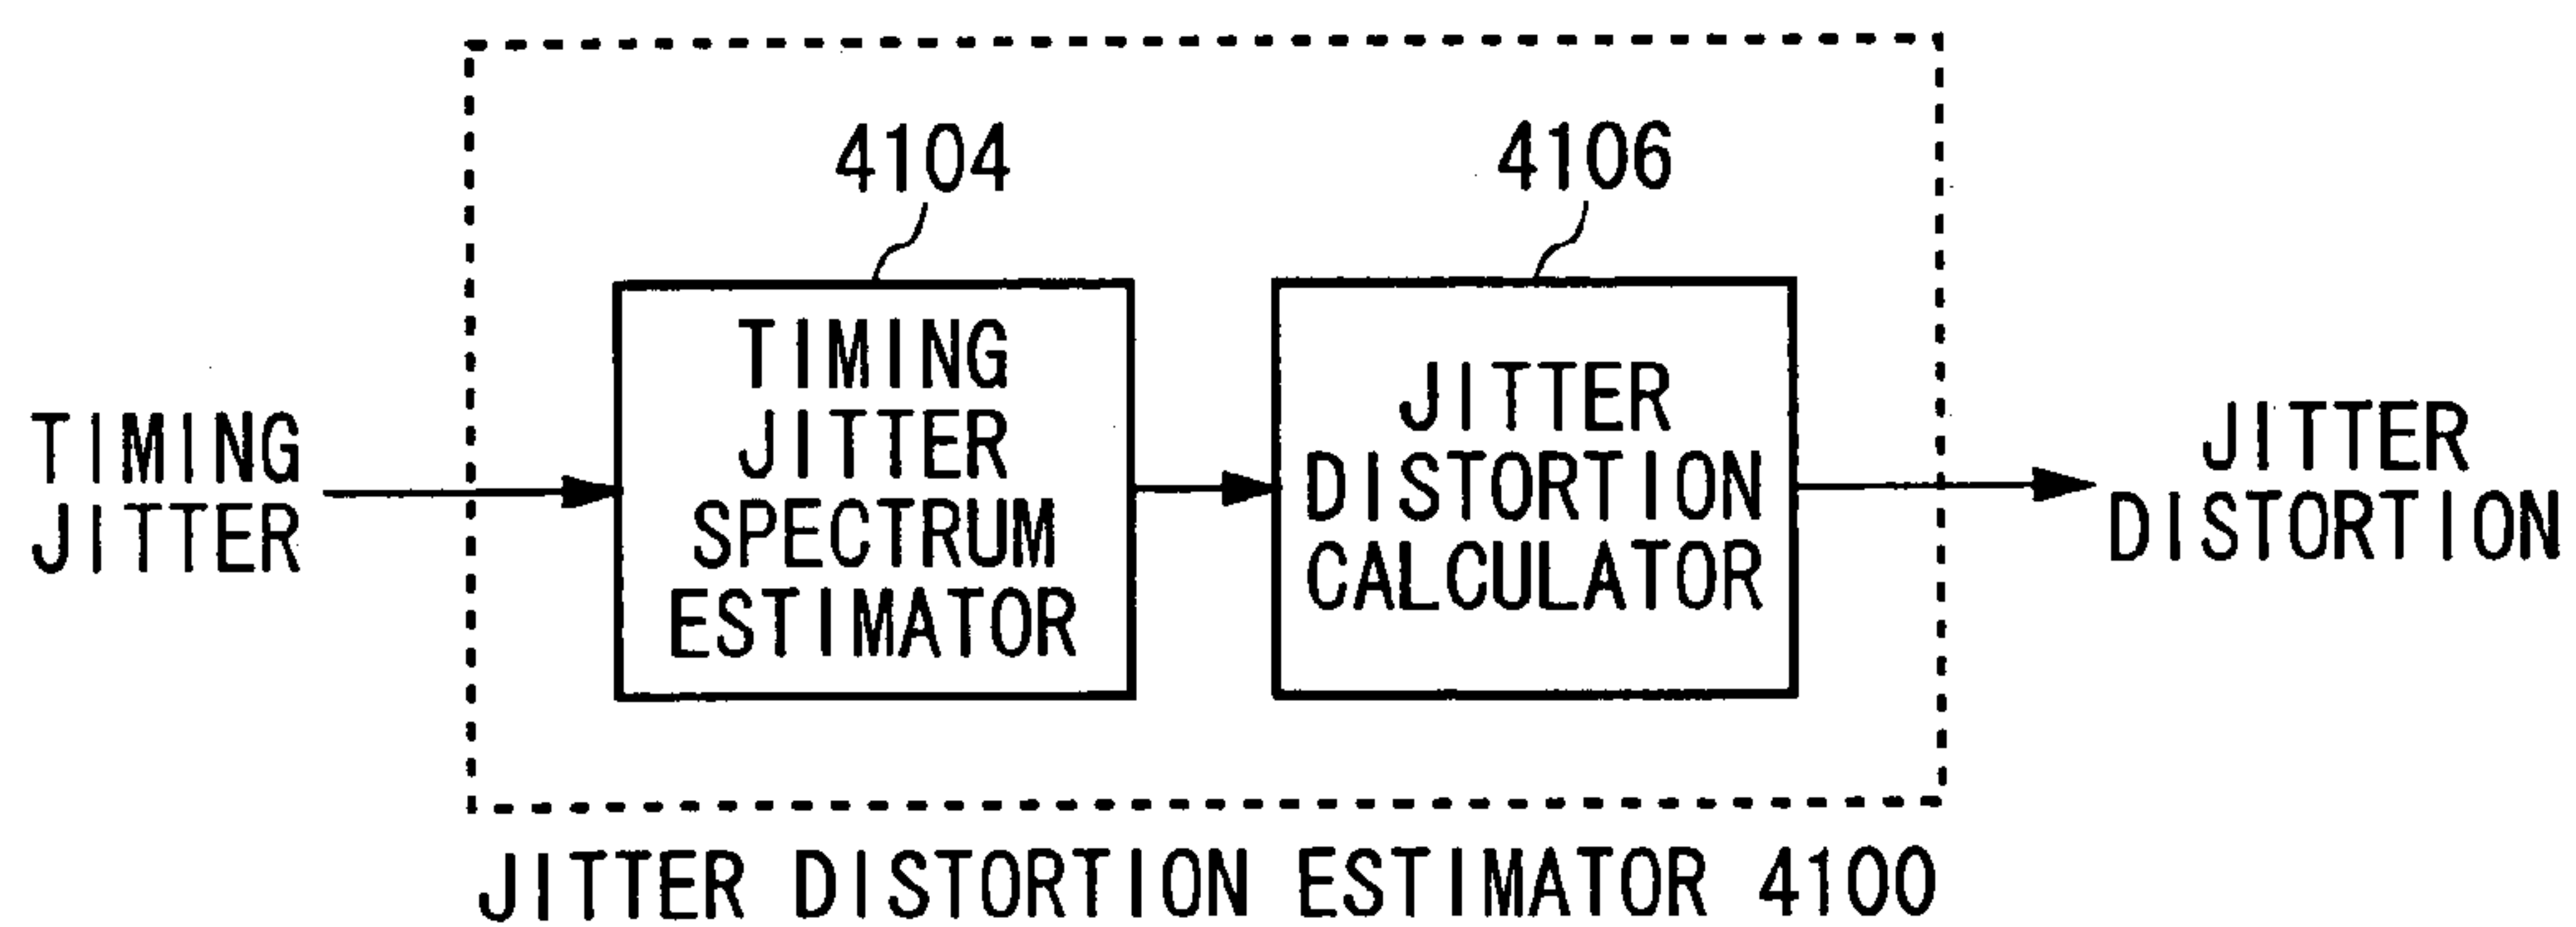 4104
4106
TIMING
JITTER
TIMING
JITTER
SPECTRUM
ESTIMATOR
JITTER
DISTORTION
CALCULATOR
JITTER
DISTORTION
JITTER DISTORTION ESTIMATOR 4100